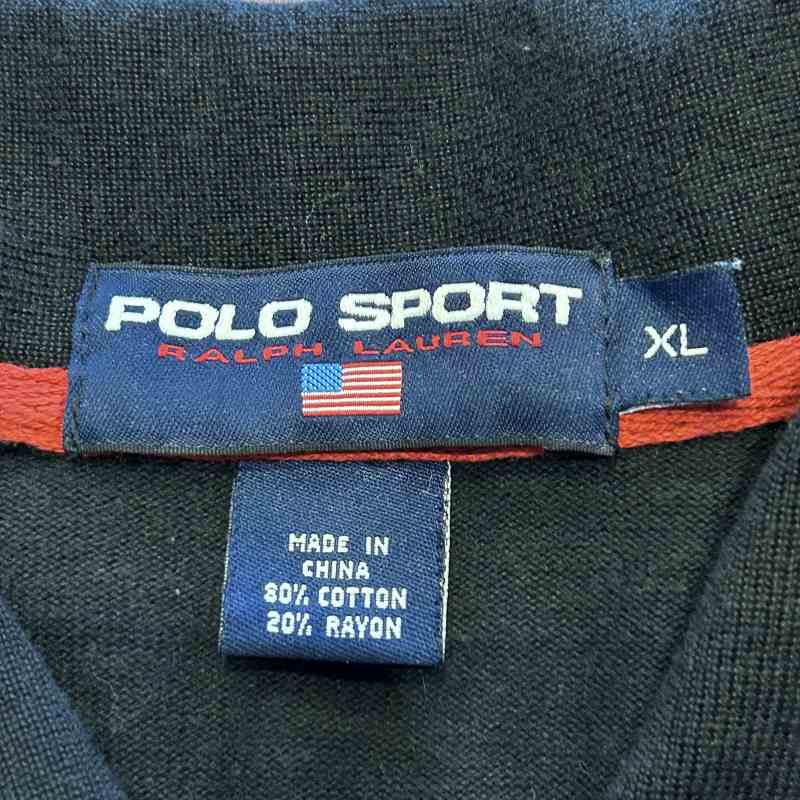 POLO SPORT
RALPH LAUREN
XL
MADE IN
CHINA
80% COTTON
20% RAYON